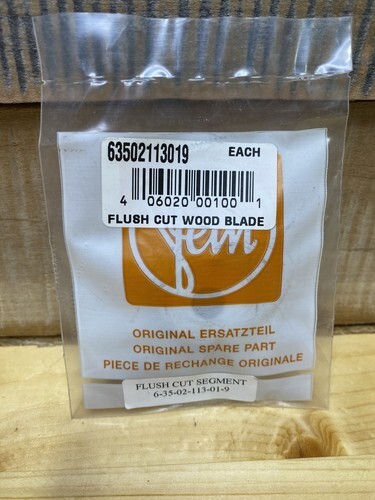 63502113019 EACH
4 06020 00100 1
FLUSH CUT WOOD BLADE
fein
ORIGINAL ERSATZTEIL
ORIGINAL SPARE PART
PIECE DE RECHANGE ORIGINALE
FLUSH CUT SEGMENT
6-35-02-113-01-9